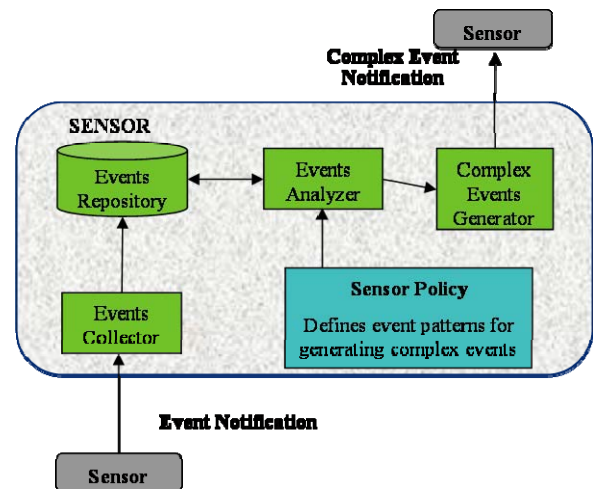 Sensor
Complex Event
Notification
SENSOR
Events
Repository
Events
Analyzer
Complex
Events
Generator
Events
Collector
Sensor Policy
Defines event patterns for
generating complex events
Event Notification
Sensor